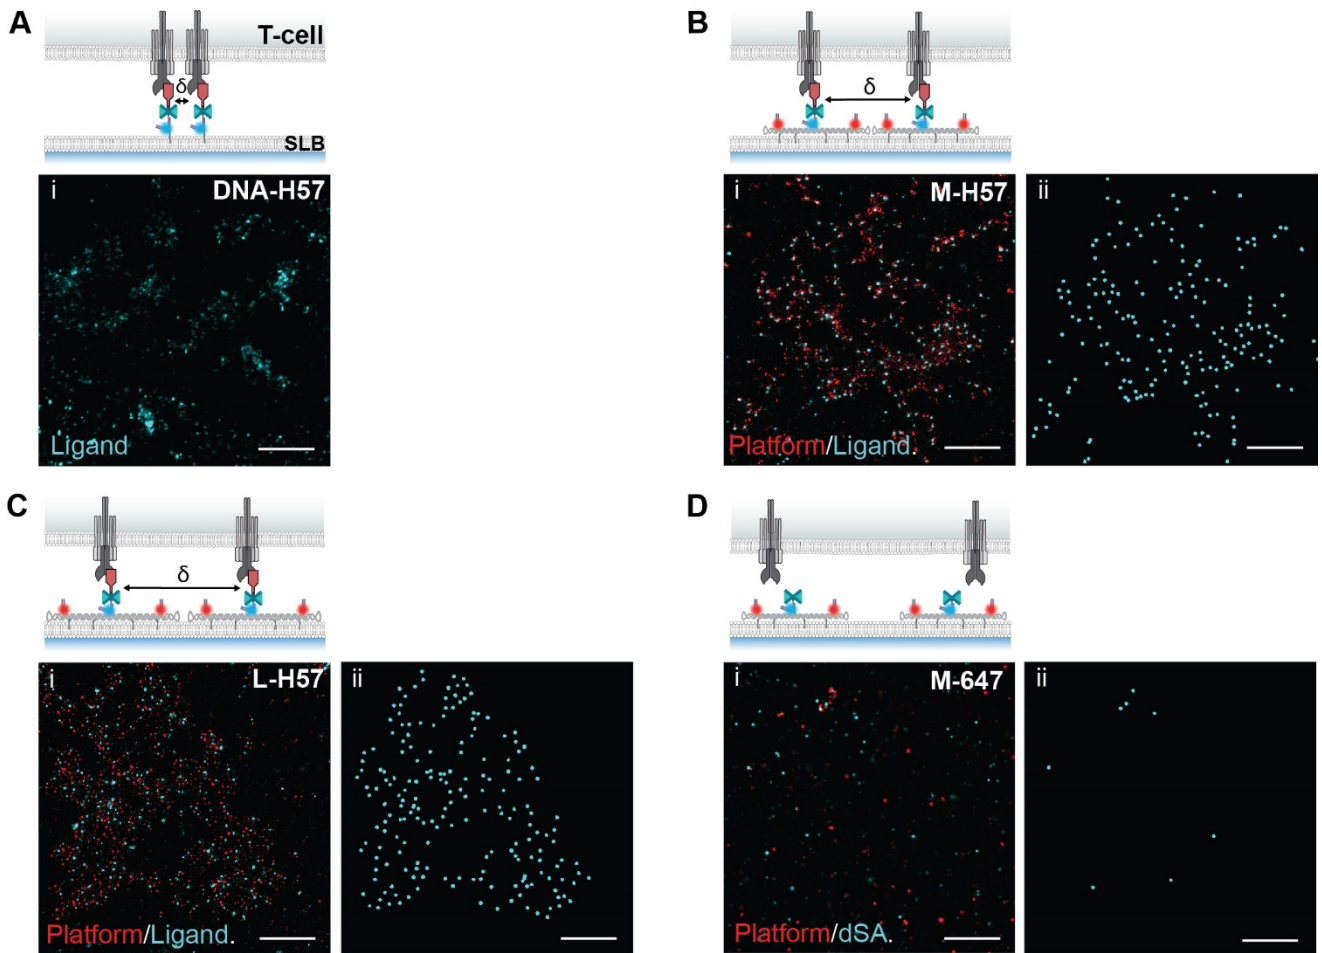 A
T-cell
δ
SLB
i
DNA-H57
Ligand
B
δ
i
M-H57
Platform/Ligand.
ii
C
δ
i
L-H57
Platform/Ligand.
ii
D
i
M-647
Platform/dSA.
ii